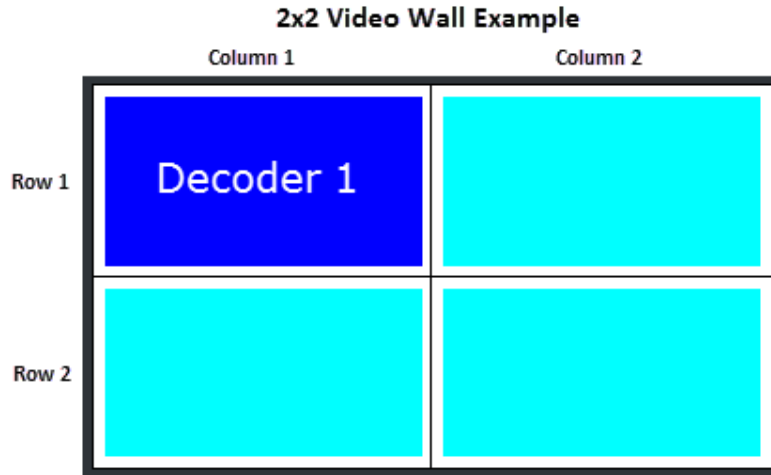 2x2 Video Wall Example
Column 1 Column 2
Row 1
Decoder 1
Row 2